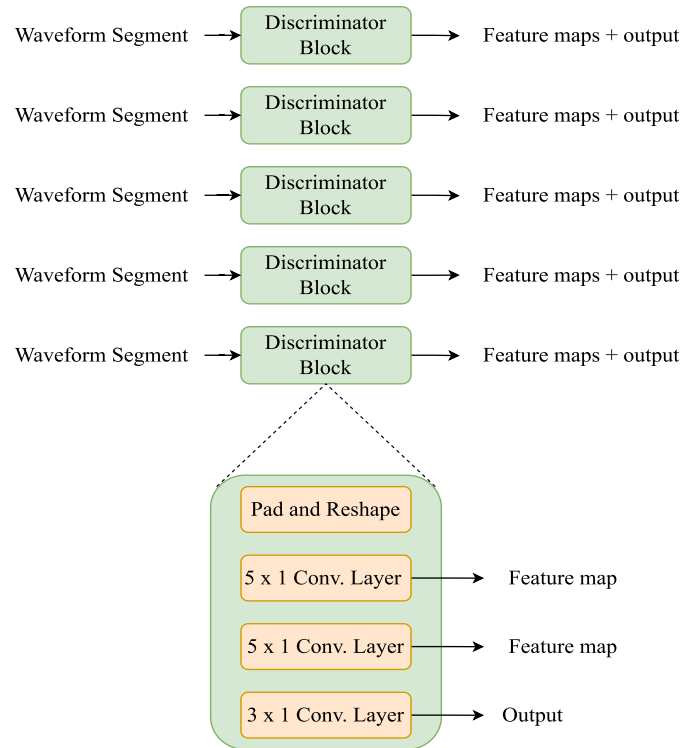 Waveform Segment Discriminator Block Feature maps + output
Waveform Segment Discriminator Block Feature maps + output
Waveform Segment Discriminator Block Feature maps + output
Waveform Segment Discriminator Block Feature maps + output
Waveform Segment Discriminator Block Feature maps + output
Pad and Reshape
5 x 1 Conv. Layer Feature map
5 x 1 Conv. Layer Feature map
3 x 1 Conv. Layer Output